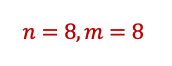 n = 8, m = 8